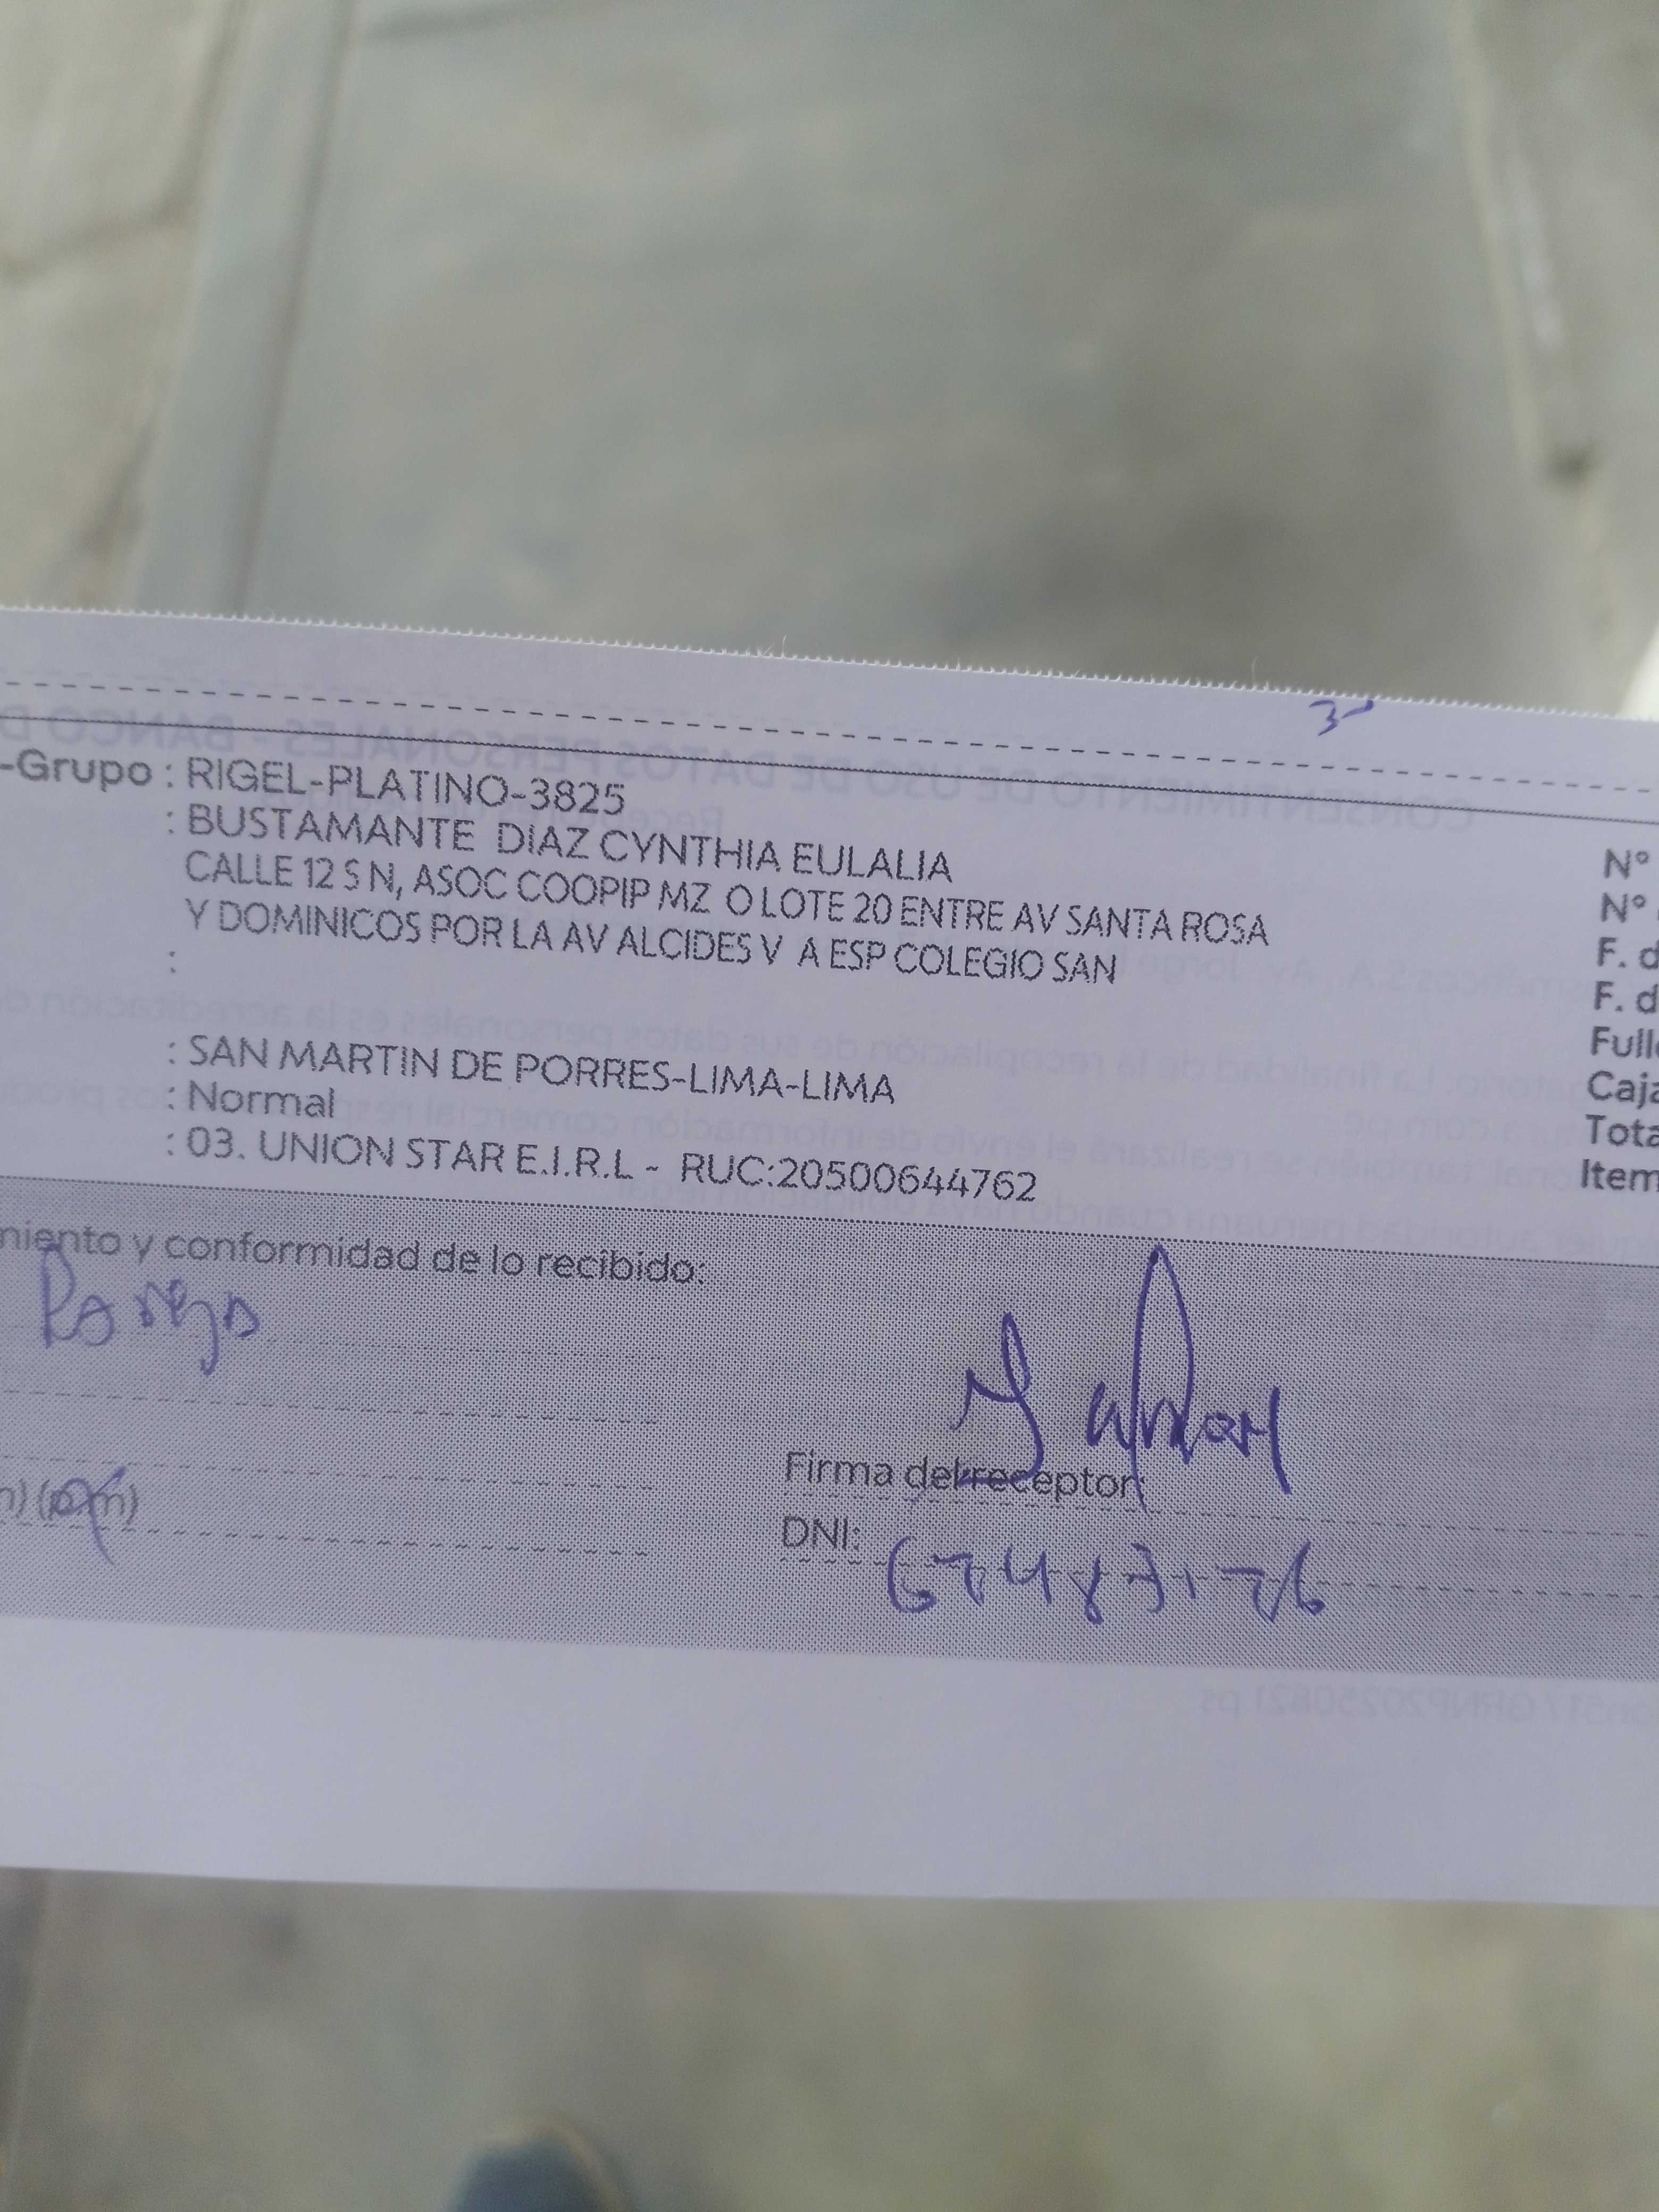 -Grupo : RIGEL-PLATINO-3825
: BUSTAMANTE DIAZ CYNTHIA EULALIA
CALLE 12 S N, ASOC COOPIP MZ O LOTE 20 ENTRE AV SANTA ROSA
Y DOMINICOS POR LA AV ALCIDES V A ESP COLEGIO SAN
:
: SAN MARTIN DE PORRES-LIMA-LIMA
: Normal
: 03. UNION STAR E.I.R.L - RUC:20500644762
N°
N°
F. d
F. d
Fulle
Caja
Tota
Item
miento y conformidad de lo recibido:
Firma del receptor:
DNI: